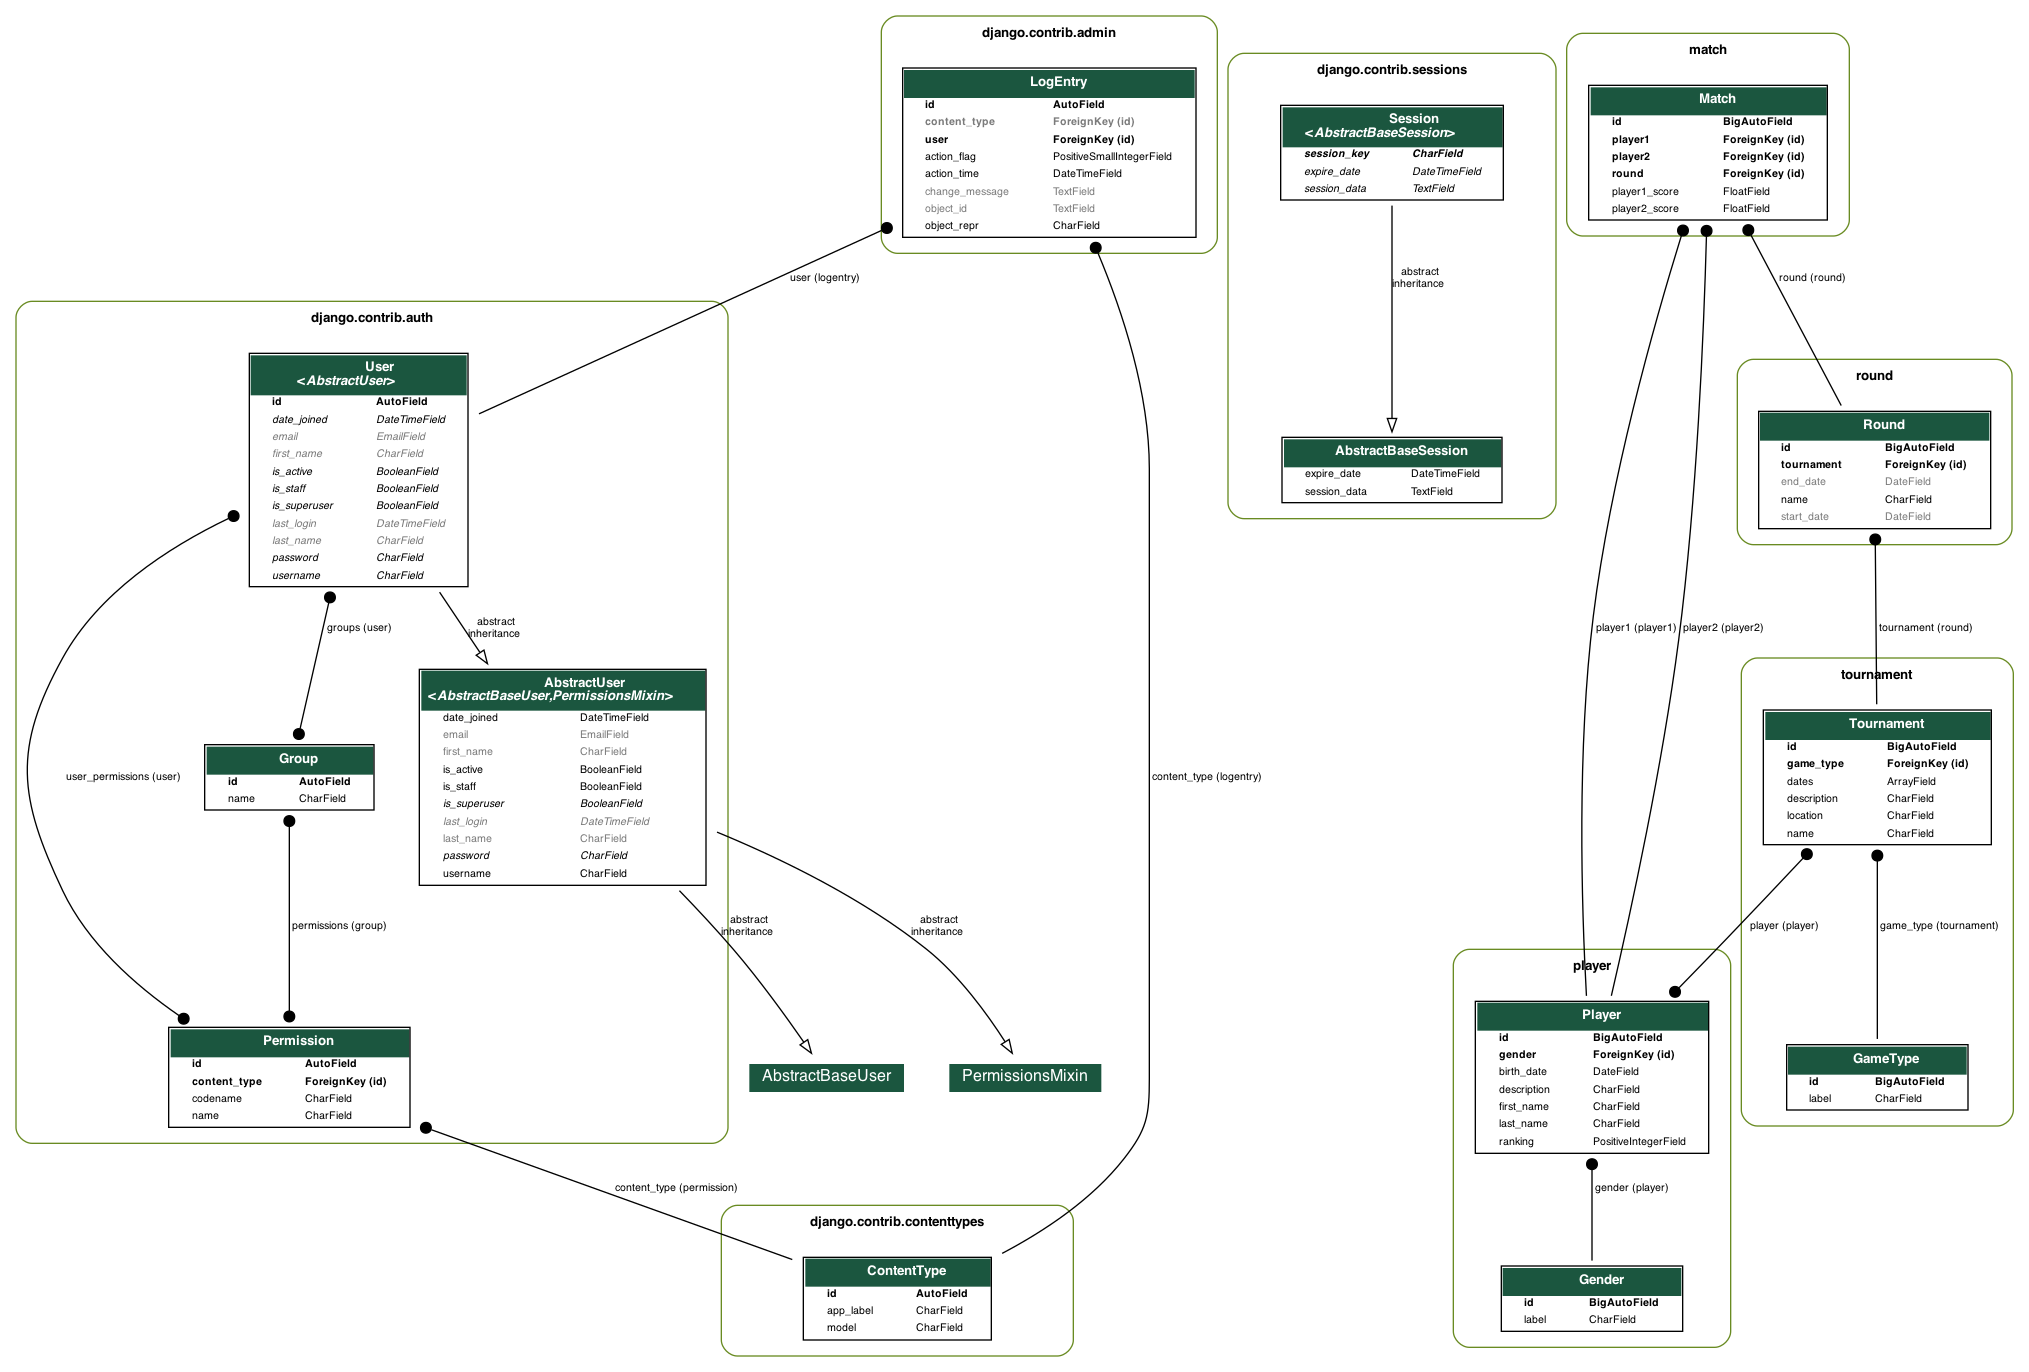 django.contrib.admin
LogEntry
id AutoField
content_type ForeignKey (id)
user ForeignKey (id)
action_flag PositiveSmallIntegerField
action_time DateTimeField
change_message TextField
object_id TextField
object_repr CharField
django.contrib.sessions
Session
<AbstractBaseSession>
session_key CharField
expire_date DateTimeField
session_data TextField
abstract
inheritance
AbstractBaseSession
expire_date DateTimeField
session_data TextField
match
Match
id BigAutoField
player1 ForeignKey (id)
player2 ForeignKey (id)
round ForeignKey (id)
player1_score FloatField
player2_score FloatField
user (logentry)
round (round)
django.contrib.auth
User
<AbstractUser>
id AutoField
date_joined DateTimeField
email EmailField
first_name CharField
is_active BooleanField
is_staff BooleanField
is_superuser BooleanField
last_login DateTimeField
last_name CharField
password CharField
username CharField
groups (user)
abstract
inheritance
AbstractUser
<AbstractBaseUser,PermissionsMixin>
date_joined DateTimeField
email EmailField
first_name CharField
is_active BooleanField
is_staff BooleanField
is_superuser BooleanField
last_login DateTimeField
last_name CharField
password CharField
username CharField
Group
id AutoField
name CharField
user_permissions (user)
permissions (group)
abstract
inheritance
abstract
inheritance
Permission
id AutoField
content_type ForeignKey (id)
codename CharField
name CharField
AbstractBaseUser
PermissionsMixin
content_type (logentry)
content_type (permission)
django.contrib.contenttypes
ContentType
id AutoField
app_label CharField
model CharField
round
Round
id BigAutoField
tournament ForeignKey (id)
end_date DateField
name CharField
start_date DateField
player1 (player1)
player2 (player2)
tournament (round)
tournament
Tournament
id BigAutoField
game_type ForeignKey (id)
dates ArrayField
description CharField
location CharField
name CharField
player (player)
game_type (tournament)
GameType
id BigAutoField
label CharField
player
Player
id BigAutoField
gender ForeignKey (id)
birth_date DateField
description CharField
first_name CharField
last_name CharField
ranking PositiveIntegerField
gender (player)
Gender
id BigAutoField
label CharField